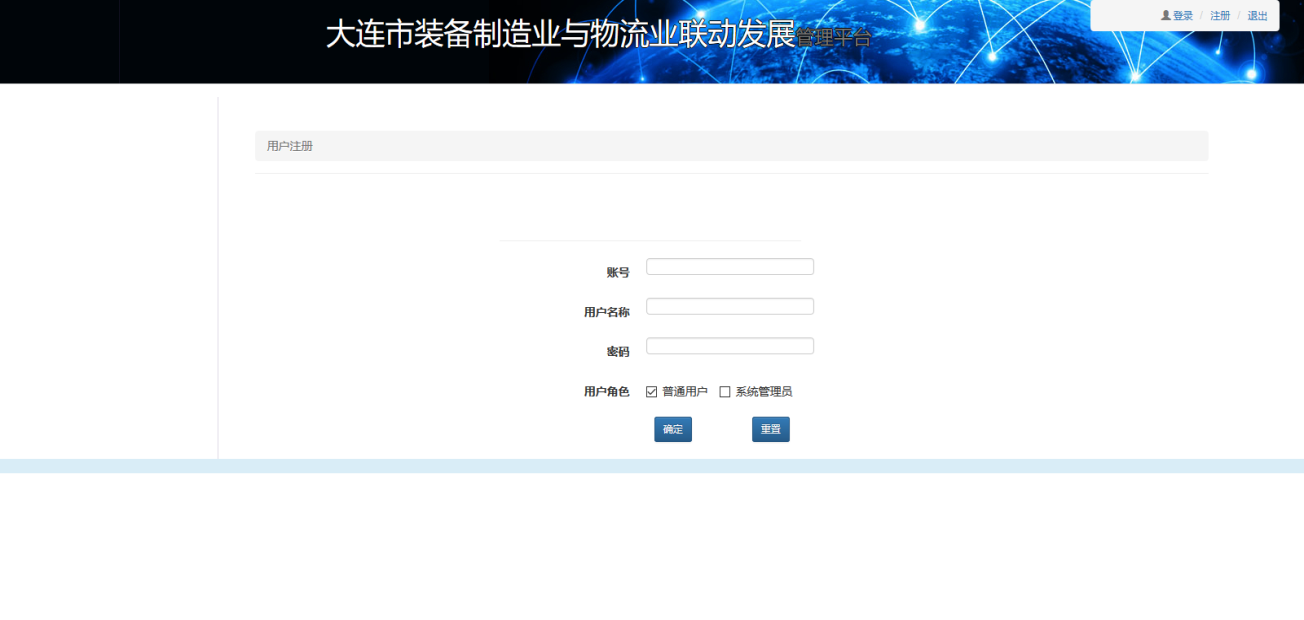 大连市装备制造业与物流业联动发展管理平台
登录 / 注册 / 退出
用户注册
账号
用户名称
密码
用户角色 普通用户 系统管理员
确定 重置